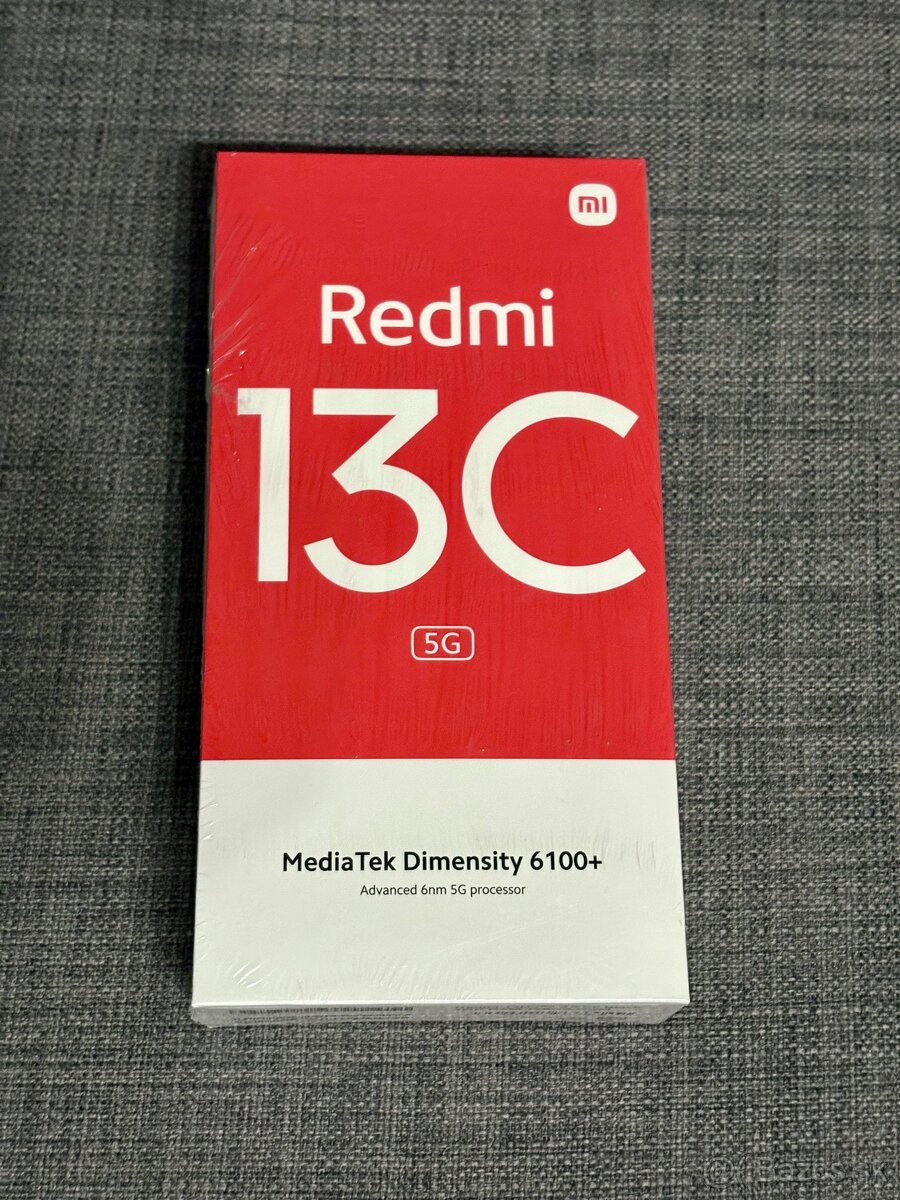 mi
Redmi
13C
5G
MediaTek Dimensity 6100+
Advanced 6nm 5G processor